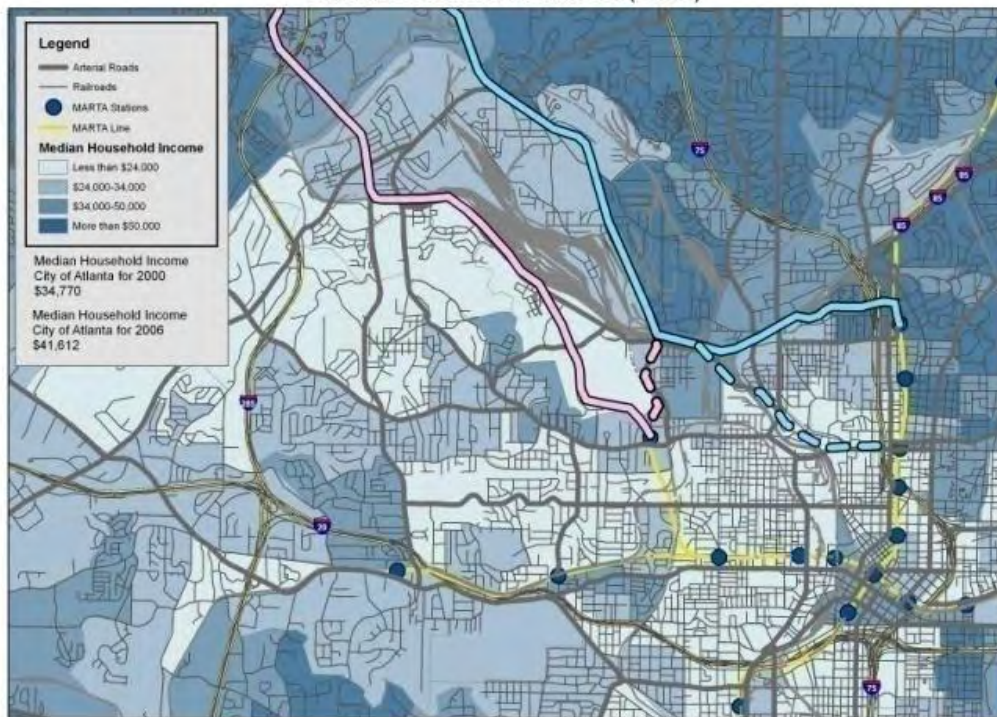 Legend
Arterial Roads
Railroads
MARTA Stations
MARTA Line
Median Household Income
Less than $24,000
$24,000-34,000
$34,000-50,000
More than $50,000
Median Household Income
City of Atlanta for 2000
$34,770
Median Household Income
City of Atlanta for 2006
$41,612
75
85
85
85
285
20
75